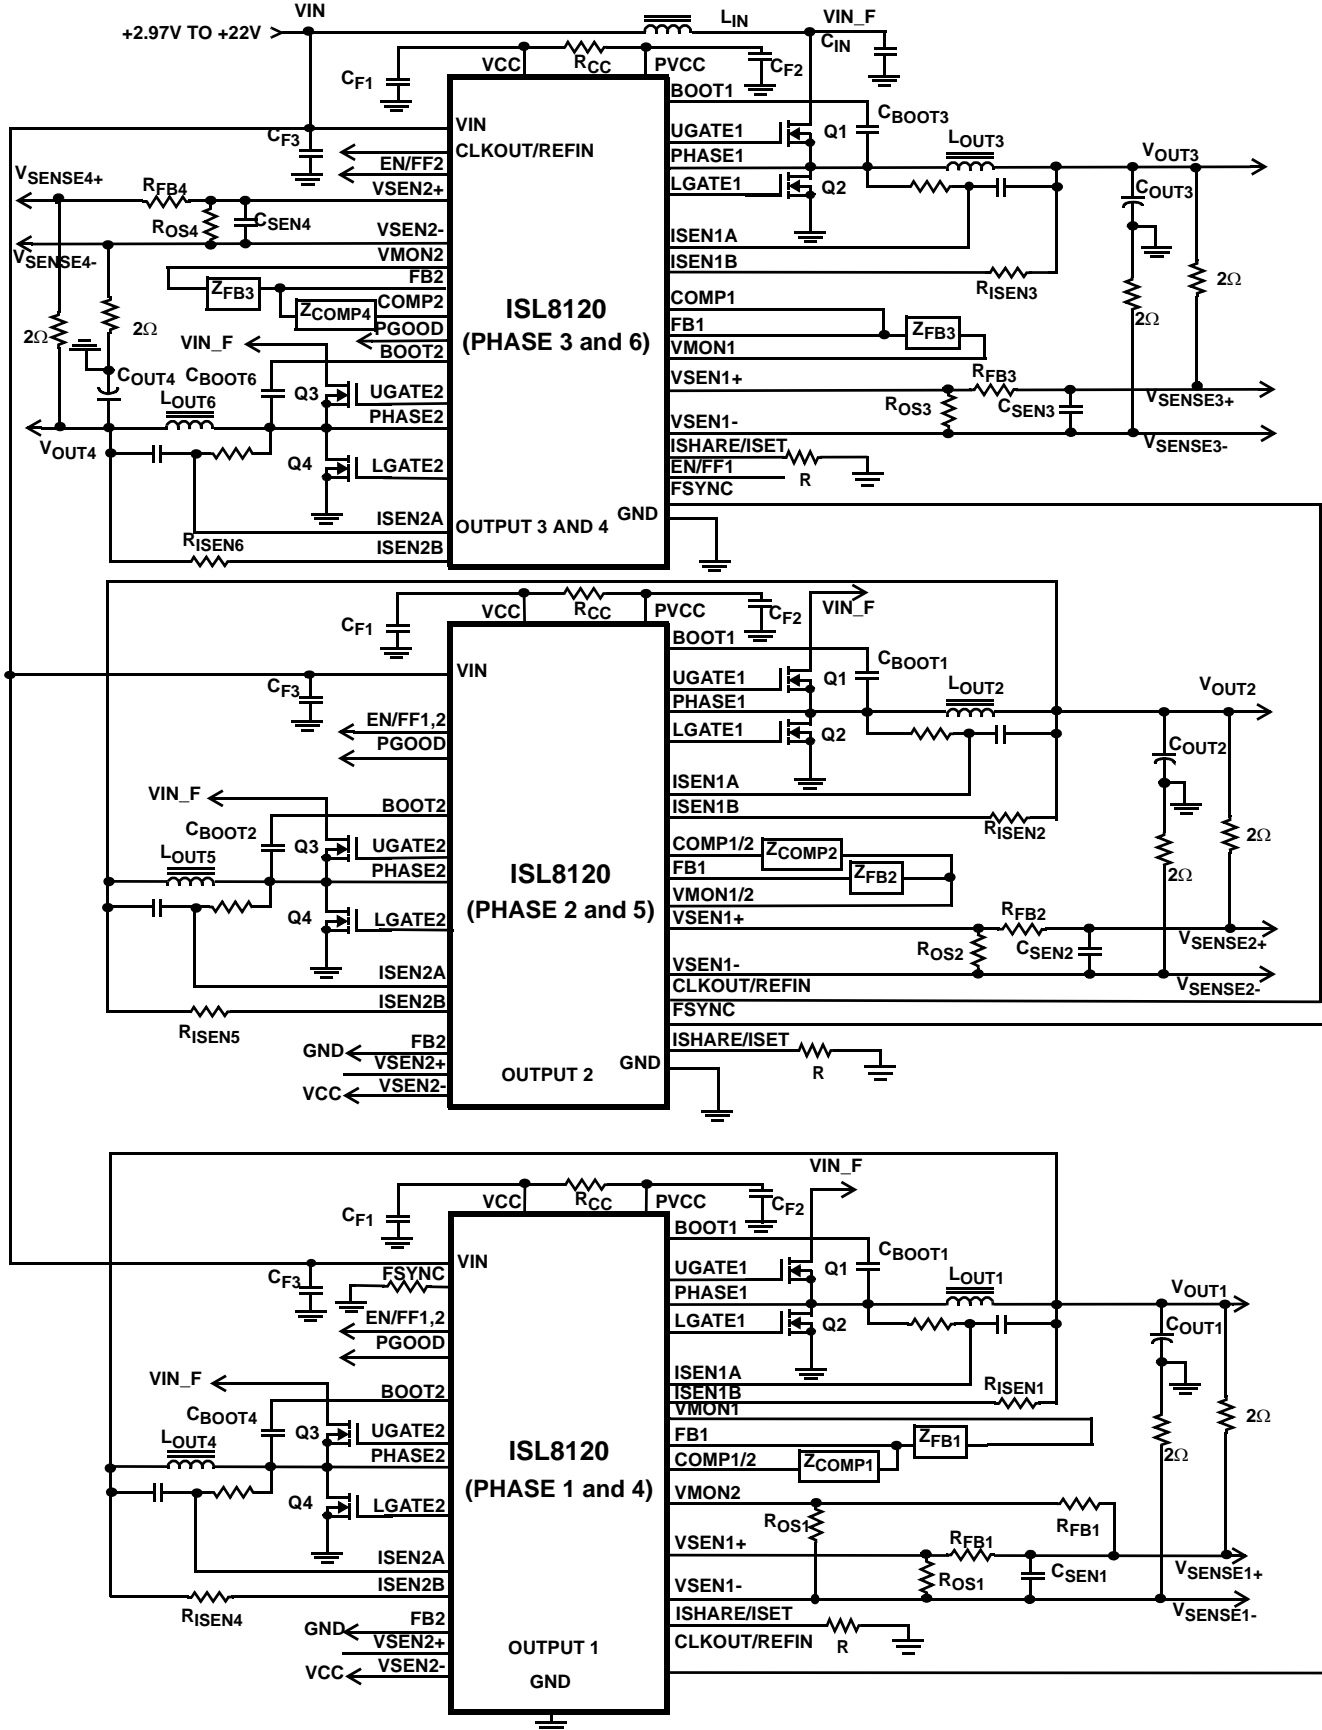 VIN
+2.97V TO +22V
LIN
VIN_F
CIN
CF1
VCC
RCC
PVCC
CF2
BOOT1
CBOOT3
VIN
CLKOUT/REFIN
CF3
EN/FF2
VSEN2+
UGATE1
Q1
PHASE1
LOUT3
VOUT3
LGATE1
Q2
COUT3
VSENSE4+
RFB4
ROS4
CSEN4
VSEN2-
VSENSE4-
VMON2
FB2
ZFB3
COMP2
ZCOMP4
PGOOD
ISEN1A
ISEN1B
RISEN3
2Ω
2Ω
COMP1
FB1
ZFB3
VMON1
ISL8120
(PHASE 3 and 6)
2Ω
2Ω
VIN_F
BOOT2
COUT4
CBOOT6
Q3
UGATE2
LOUT6
PHASE2
VOUT4
Q4
LGATE2
VSEN1+
RFB3
ROS3
CSEN3
VSENSE3+
VSEN1-
VSENSE3-
ISHARE/ISET
R
EN/FF1
FSYNC
ISEN2A
OUTPUT 3 AND 4
GND
RISEN6
ISEN2B
CF1
VCC
RCC
PVCC
CF2
VIN_F
BOOT1
CBOOT1
VIN
CF3
UGATE1
Q1
PHASE1
LOUT2
VOUT2
EN/FF1,2
PGOOD
LGATE1
Q2
COUT2
VIN_F
BOOT2
ISEN1A
ISEN1B
RISEN2
CBOOT2
Q3
UGATE2
LOUT5
PHASE2
COMP1/2
ZCOMP2
FB1
ZFB2
VMON1/2
2Ω
2Ω
ISL8120
(PHASE 2 and 5)
Q4
LGATE2
VSEN1+
RFB2
ROS2
CSEN2
VSENSE2+
ISEN2A
VSEN1-
VSENSE2-
CLKOUT/REFIN
ISEN2B
FSYNC
RISEN5
GND
FB2
ISHARE/ISET
R
VSEN2+
OUTPUT 2
GND
VCC
VSEN2-
VIN_F
CF1
VCC
RCC
PVCC
CF2
BOOT1
CBOOT1
VIN
CF3
FSYNC
UGATE1
Q1
PHASE1
LOUT1
VOUT1
EN/FF1,2
PGOOD
LGATE1
Q2
COUT1
VIN_F
BOOT2
ISEN1A
ISEN1B
RISEN1
VMON1
CBOOT4
Q3
UGATE2
LOUT4
PHASE2
FB1
ZFB1
COMP1/2
ZCOMP1
2Ω
2Ω
ISL8120
(PHASE 1 and 4)
Q4
LGATE2
VMON2
ROS1
RFB1
VSEN1+
RFB1
ROS1
CSEN1
VSENSE1+
ISEN2A
ISEN2B
VSEN1-
VSENSE1-
RISEN4
GND
FB2
ISHARE/ISET
R
VSEN2+
OUTPUT 1
CLKOUT/REFIN
VCC
VSEN2-
GND